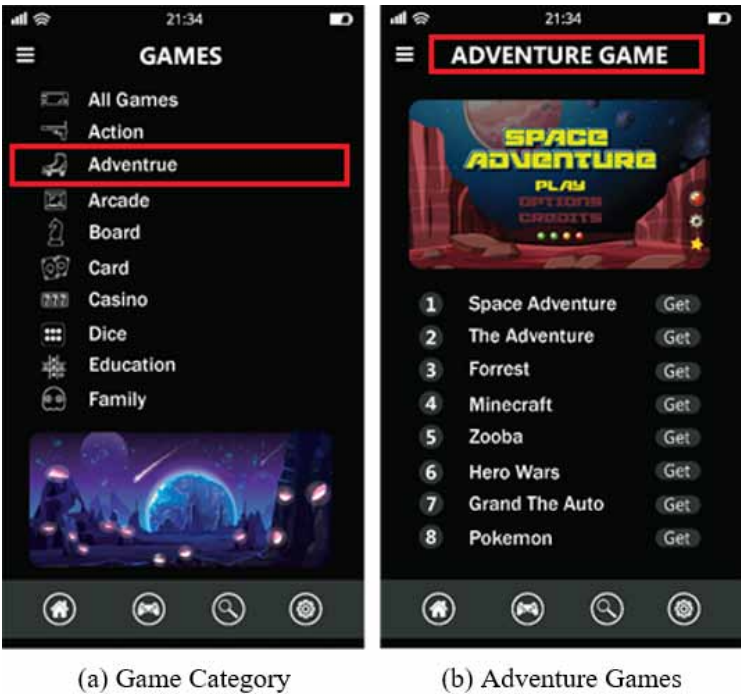 21:34
GAMES
All Games
Action
Adventrue
Arcade
Board
Card
777 Casino
Dice
Education
Family
21:34
ADVENTURE GAME
SPACE
ADVENTURE
PLAY
OPTIONS
CREDITS
1 Space Adventure Get
2 The Adventure Get
3 Forrest Get
4 Minecraft Get
5 Zooba Get
6 Hero Wars Get
7 Grand The Auto Get
8 Pokemon Get
(a) Game Category
(b) Adventure Games